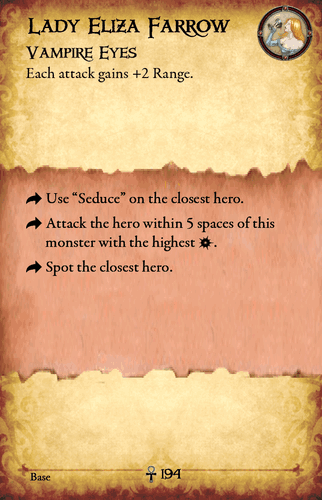 Lady Eliza Farrow
Vampire Eyes
Each attack gains +2 Range.
Use “Seduce” on the closest hero.
Attack the hero within 5 spaces of this
monster with the highest .
Spot the closest hero.
Base
194